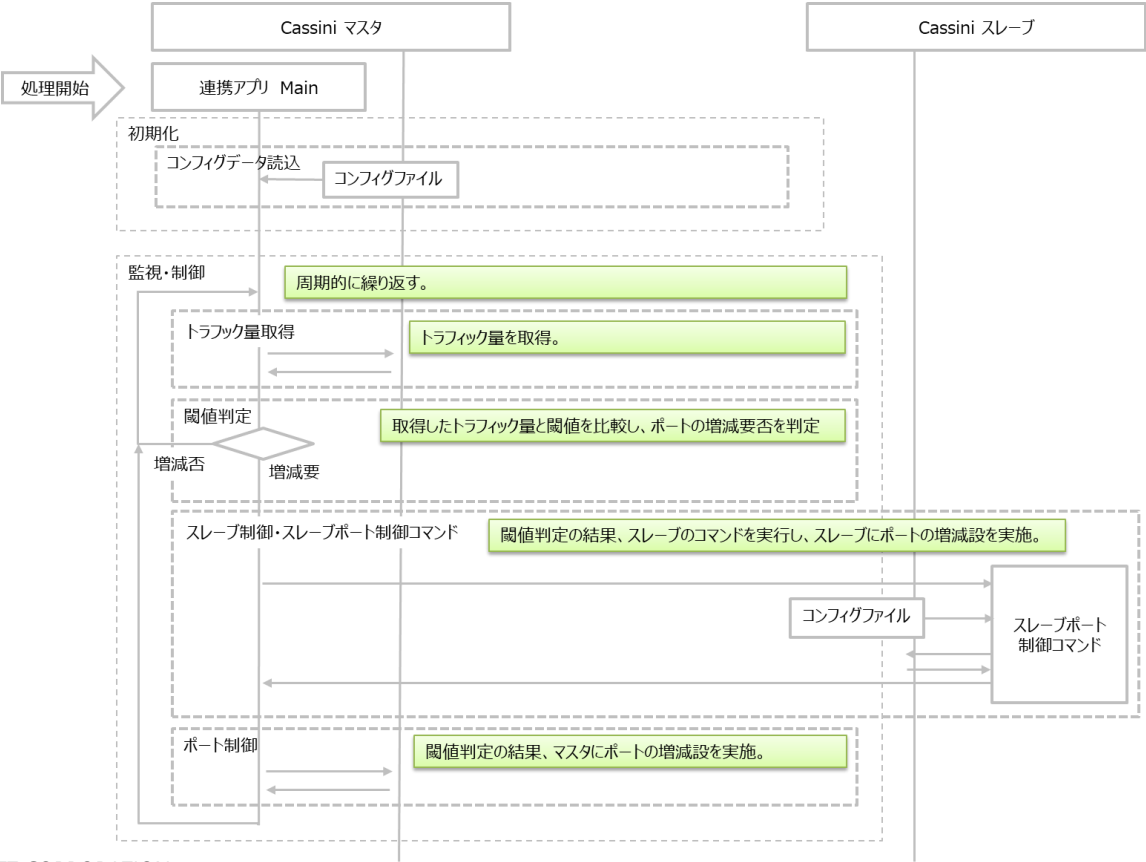 Cassini マスタ
Cassini スレーブ
処理開始
連携アプリ Main
初期化
コンフィグデータ読込
コンフィグファイル
監視・制御
周期的に繰り返す。
トラフック量取得
トラフィック量を取得。
閾値判定
取得したトラフィック量と閾値を比較し、ポートの増減要否を判定
増減否
増減要
スレーブ制御・スレーブポート制御コマンド
閾値判定の結果、スレーブのコマンドを実行し、スレーブにポートの増減設を実施。
コンフィグファイル
スレーブポート
制御コマンド
ポート制御
閾値判定の結果、マスタにポートの増減設を実施。